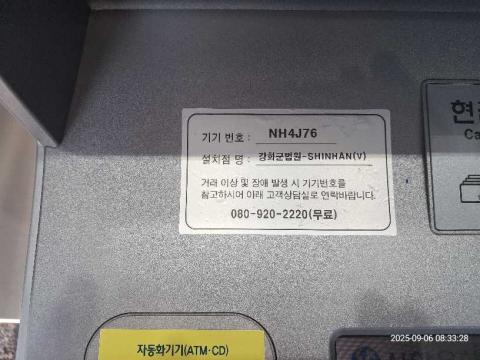 기기 번호 : NH4J76
설치점 명 : 강화군법원-SHINHAN(V)
거래 이상 및 장애 발생 시 기기번호를
참고하시어 아래 고객상담실로 연락바랍니다.
080-920-2220(무료)
현
Ca
자동화기기(ATM·CD)
2025-09-06 08:33:28